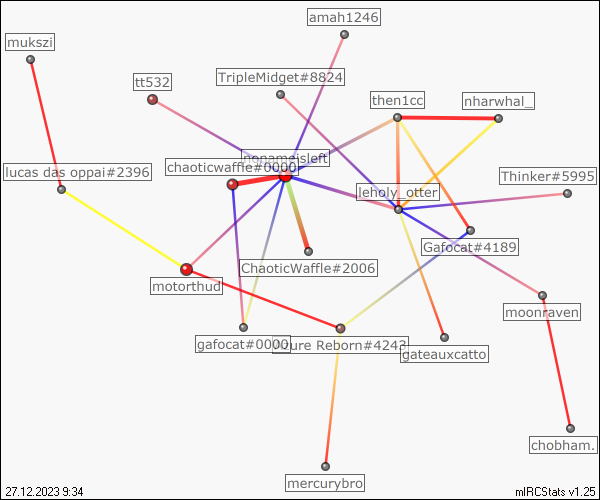 amah1246
mukszi
tt532
TripleMidget#8824
then1cc
nharwhal_
nonameisleft
chaoticwaffle#0000
lucas das oppai#2396
leholy_otter
Thinker#5995
Gafocat#4189
ChaoticWaffle#2006
motorthud
moonraven
gafocat#0000
Reborn#4243
gateauxcatto
chobham.
mercurybro
27.12.2023 9:34
mIRCStats v1.25